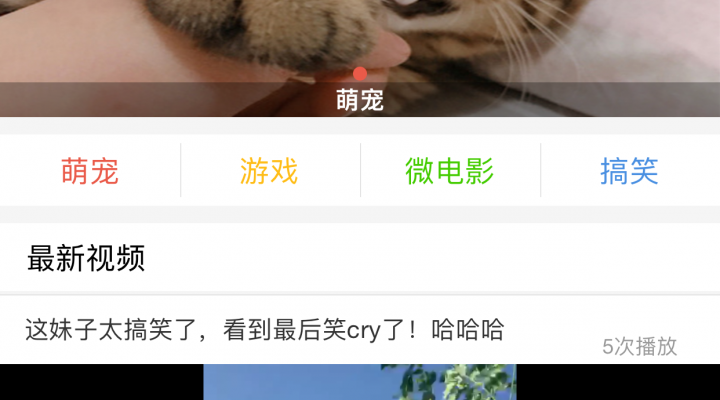 萌宠
萌宠 游戏 微电影 搞笑
最新视频
这妹子太搞笑了，看到最后笑cry了！哈哈哈
5次播放